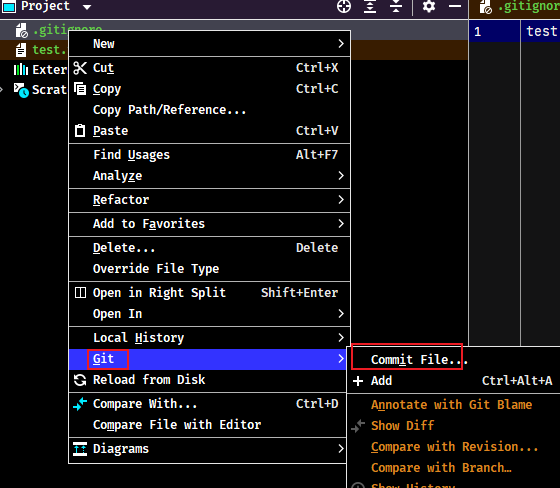 Project
.gitignore
.gitignore
1 test
test.
Exter
Scrat
New
Cut Ctrl+X
Copy Ctrl+C
Copy Path/Reference...
Paste Ctrl+V
Find Usages Alt+F7
Analyze
Refactor
Add to Favorites
Delete... Delete
Override File Type
Open in Right Split Shift+Enter
Open In
Local History
Git
Reload from Disk
Compare With... Ctrl+D
Compare File with Editor
Diagrams
Commit File...
Add Ctrl+Alt+A
Annotate with Git Blame
Show Diff
Compare with Revision...
Compare with Branch...
Show History